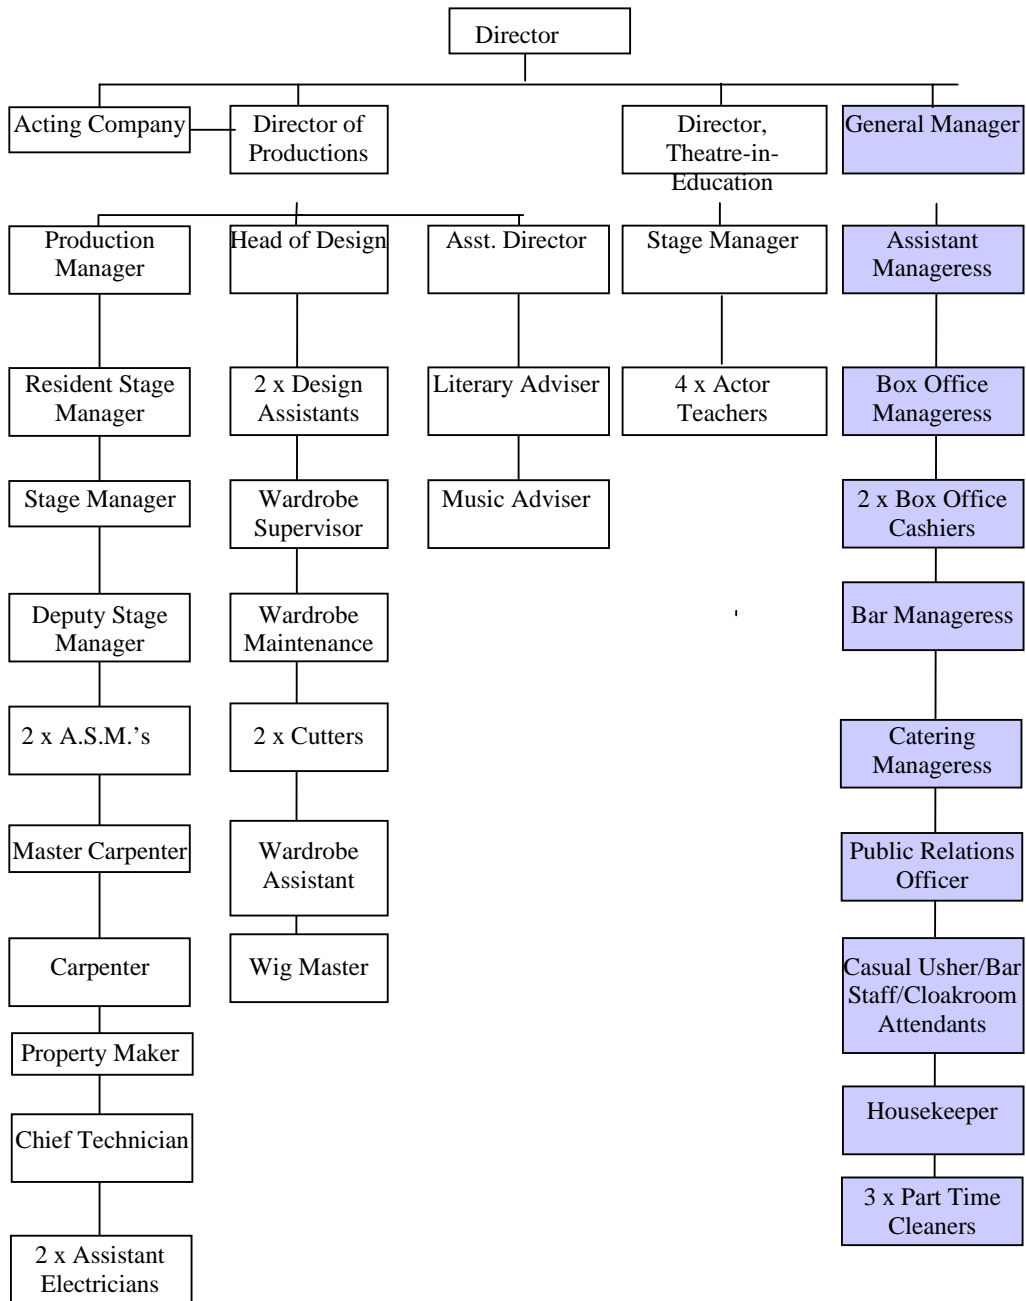 Director
Acting Company
Director of
Productions
Director,
Theatre-in-
Education
General Manager
Production
Manager
Head of Design
Asst. Director
Stage Manager
Assistant
Manageress
Resident Stage
Manager
2 x Design
Assistants
Literary Adviser
4 x Actor
Teachers
Box Office
Manageress
Stage Manager
Wardrobe
Supervisor
Music Adviser
2 x Box Office
Cashiers
Deputy Stage
Manager
Wardrobe
Maintenance
Bar Manageress
2 x A.S.M.’s
2 x Cutters
Catering
Manageress
Master Carpenter
Wardrobe
Assistant
Public Relations
Officer
Carpenter
Wig Master
Casual Usher/Bar
Staff/Cloakroom
Attendants
Property Maker
Chief Technician
Housekeeper
3 x Part Time
Cleaners
2 x Assistant
Electricians